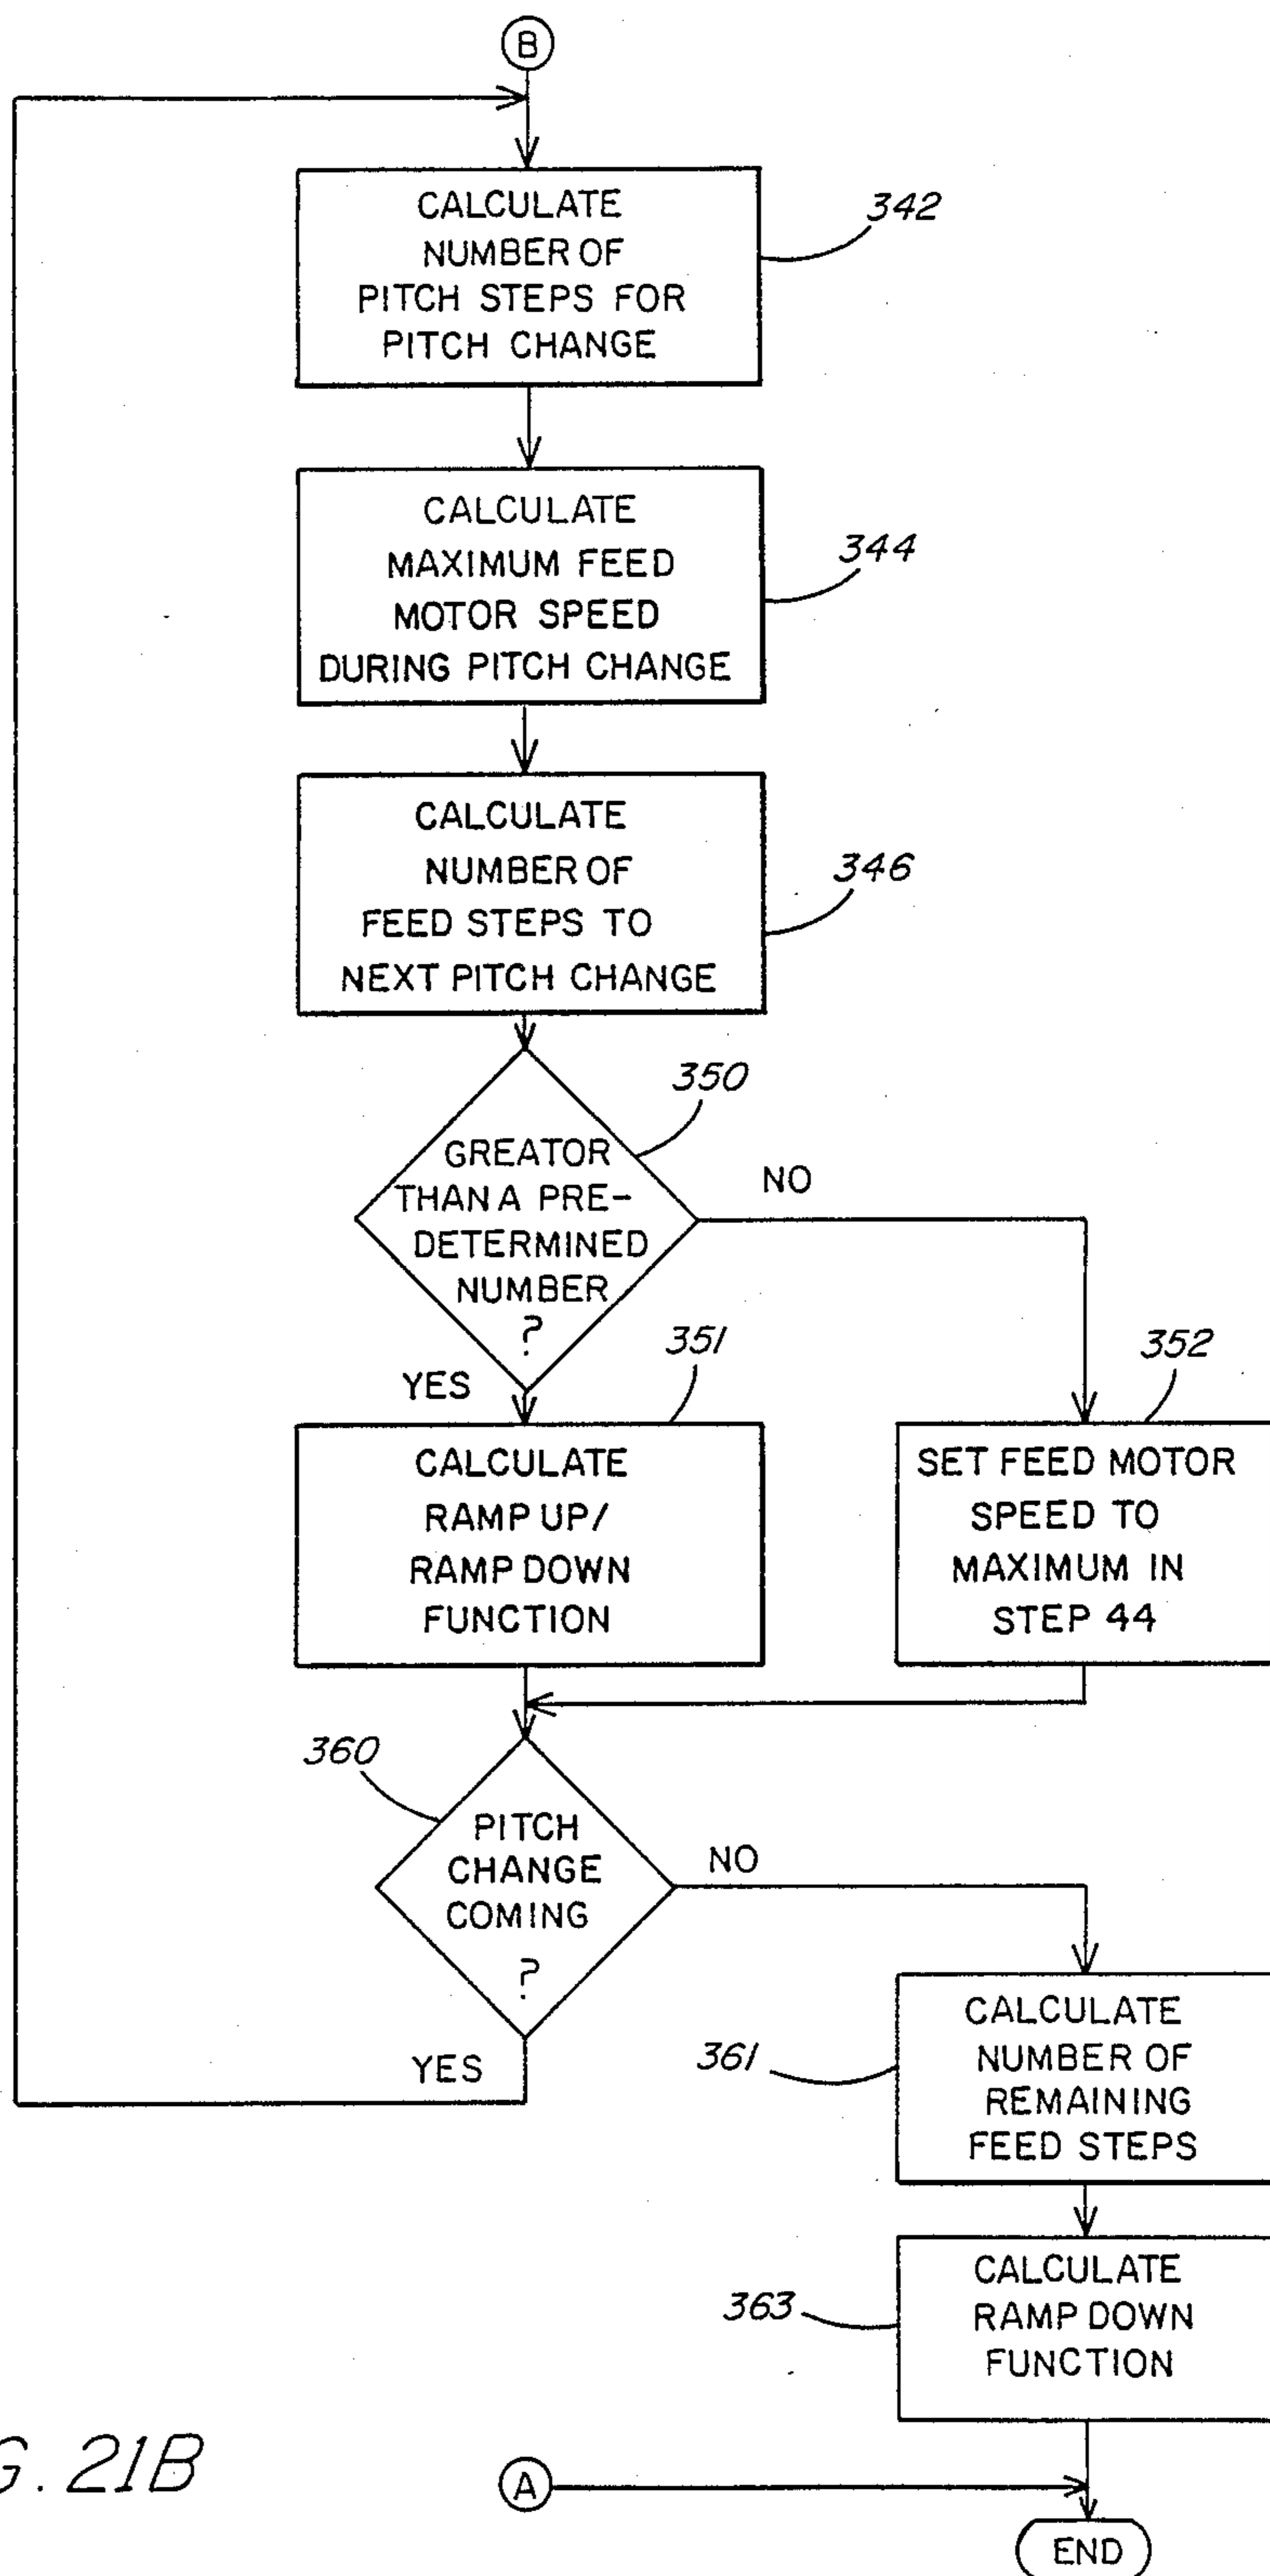 B
CALCULATE
NUMBER OF
PITCH STEPS FOR
PITCH CHANGE
342
CALCULATE
MAXIMUM FEED
MOTOR SPEED
DURING PITCH CHANGE
344
CALCULATE
NUMBER OF
FEED STEPS TO
NEXT PITCH CHANGE
346
350
GREATOR
THAN A PRE-
DETERMINED
NUMBER
?
NO
YES
351
352
CALCULATE
RAMP UP/
RAMP DOWN
FUNCTION
SET FEED MOTOR
SPEED TO
MAXIMUM IN
STEP 44
360
PITCH
CHANGE
COMING
?
NO
YES
361
CALCULATE
NUMBER OF
REMAINING
FEED STEPS
363
CALCULATE
RAMP DOWN
FUNCTION
G. 21B
A
END